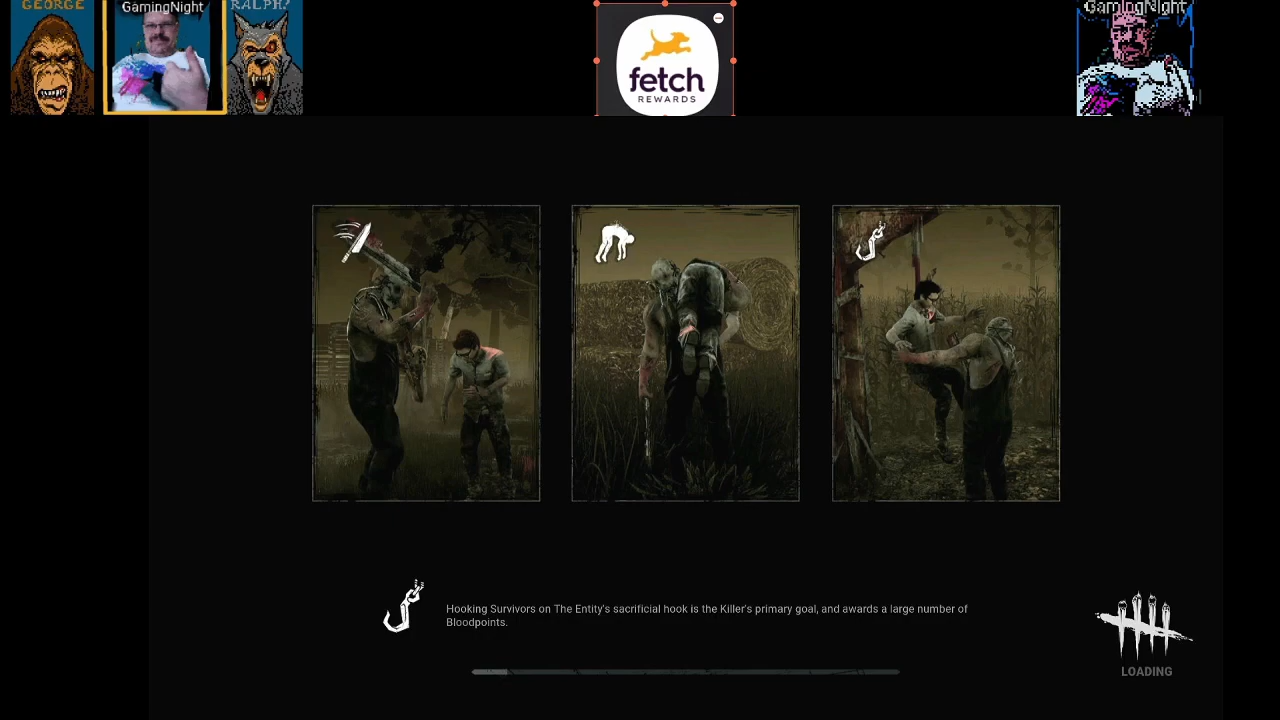 GEORGE
GamingNight
RALPH?
fetch
REWARDS
GamingNight
Hooking Survivors on The Entity's sacrificial hook is the Killer's primary goal, and awards a large number of
Bloodpoints.
LOADING